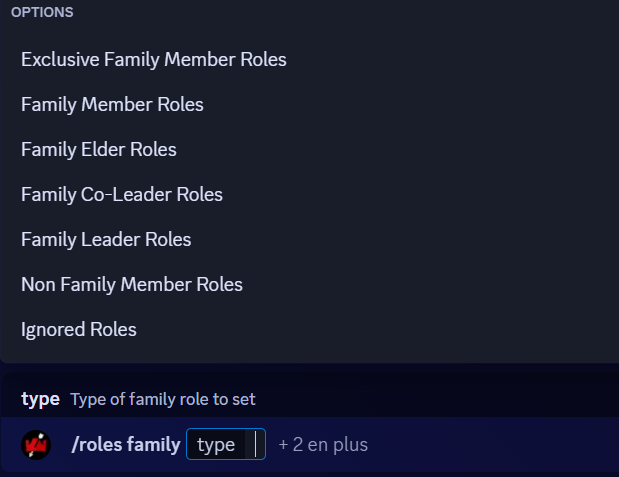 OPTIONS
Exclusive Family Member Roles
Family Member Roles
Family Elder Roles
Family Co-Leader Roles
Family Leader Roles
Non Family Member Roles
Ignored Roles
type Type of family role to set
/roles family type + 2 en plus